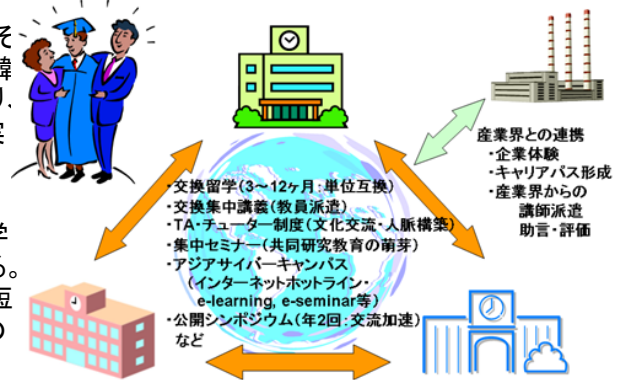 そ
韓
り、
学
る。
短
の
産業界との連携
・企業体験
・キャリアパス形成
・産業界からの
講師派遣
助言・評価
・交換留学（3～12ヶ月：単位互換）
・交換集中講義（教員派遣）
・TA・チューター制度（文化交流・人脈構築）
・集中セミナー（共同研究教育の萌芽）
・アジアサイバーキャンパス
（インターネットホットライン・
e-learning, e-seminar等）
・公開シンポジウム（年2回：交流加速）
など